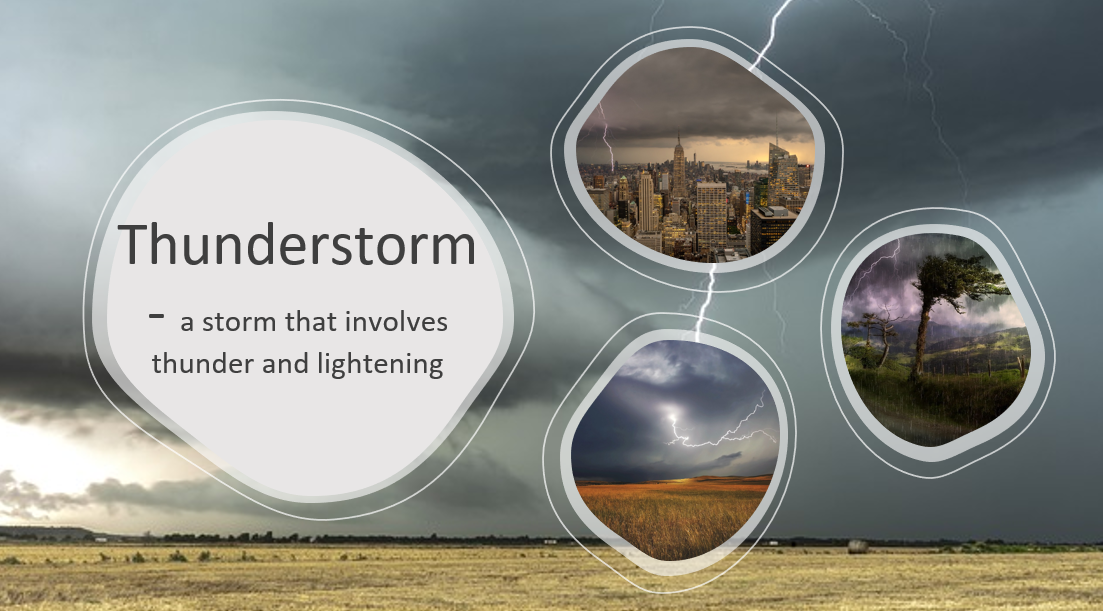 Thunderstorm
- a storm that involves
thunder and lightening